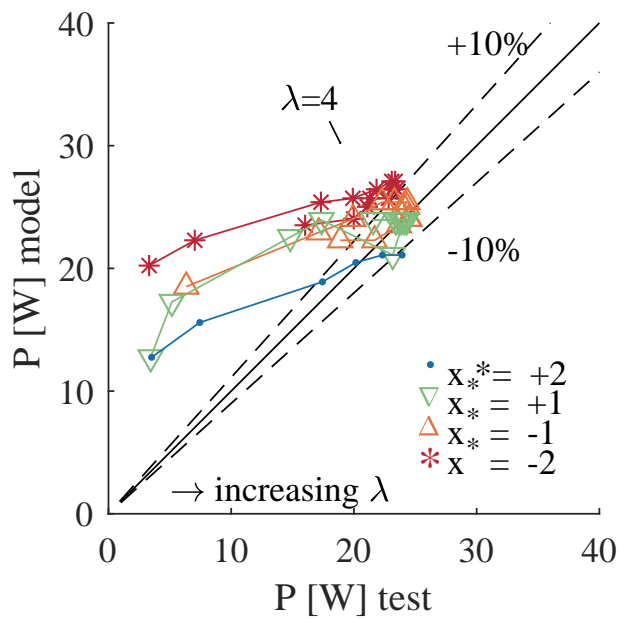 40
30
20
10
0
P [W] model
+10%
λ=4
-10%
x** = +2
x* = +1
x* = -1
x = -2
→ increasing λ
0 10 20 30 40
P [W] test